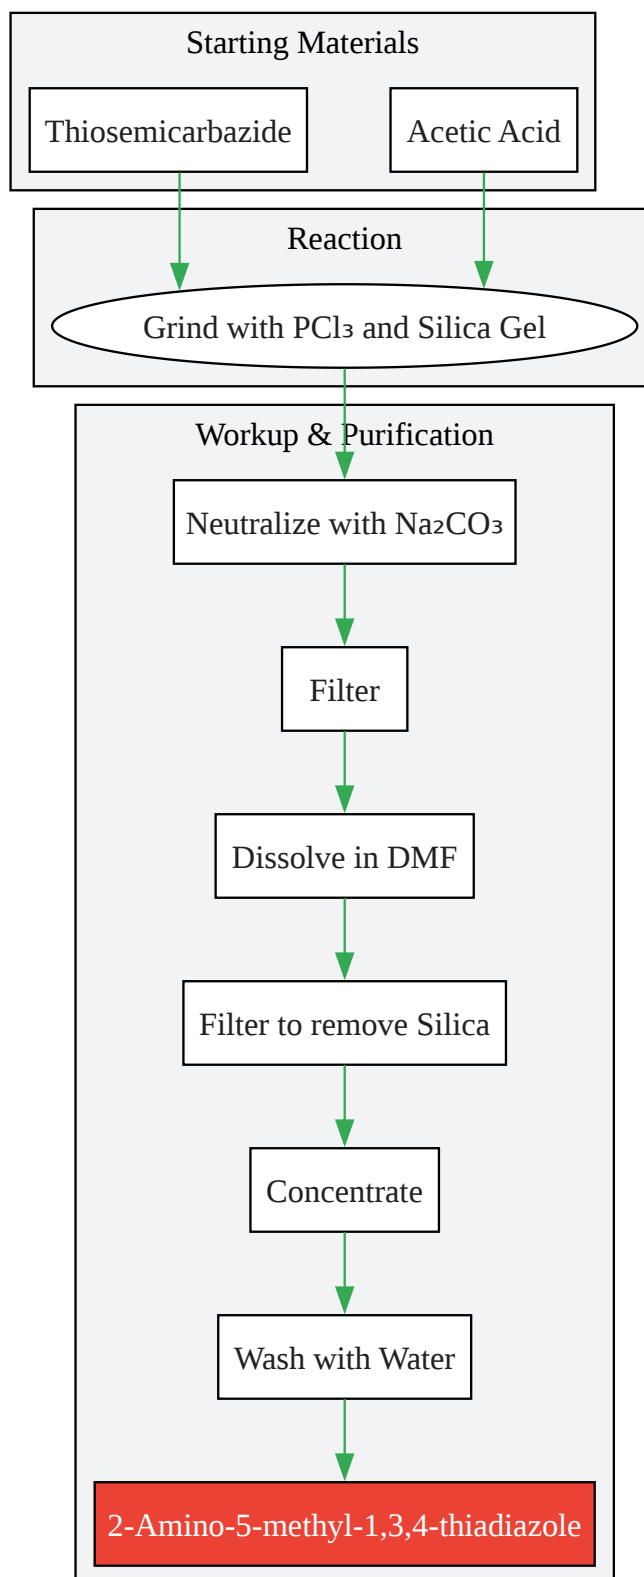 Starting Materials
Thiosemicarbazide
Acetic Acid
Reaction
Grind with PCl₃ and Silica Gel
Workup & Purification
Neutralize with Na₂CO₃
Filter
Dissolve in DMF
Filter to remove Silica
Concentrate
Wash with Water
2-Amino-5-methyl-1,3,4-thiadiazole